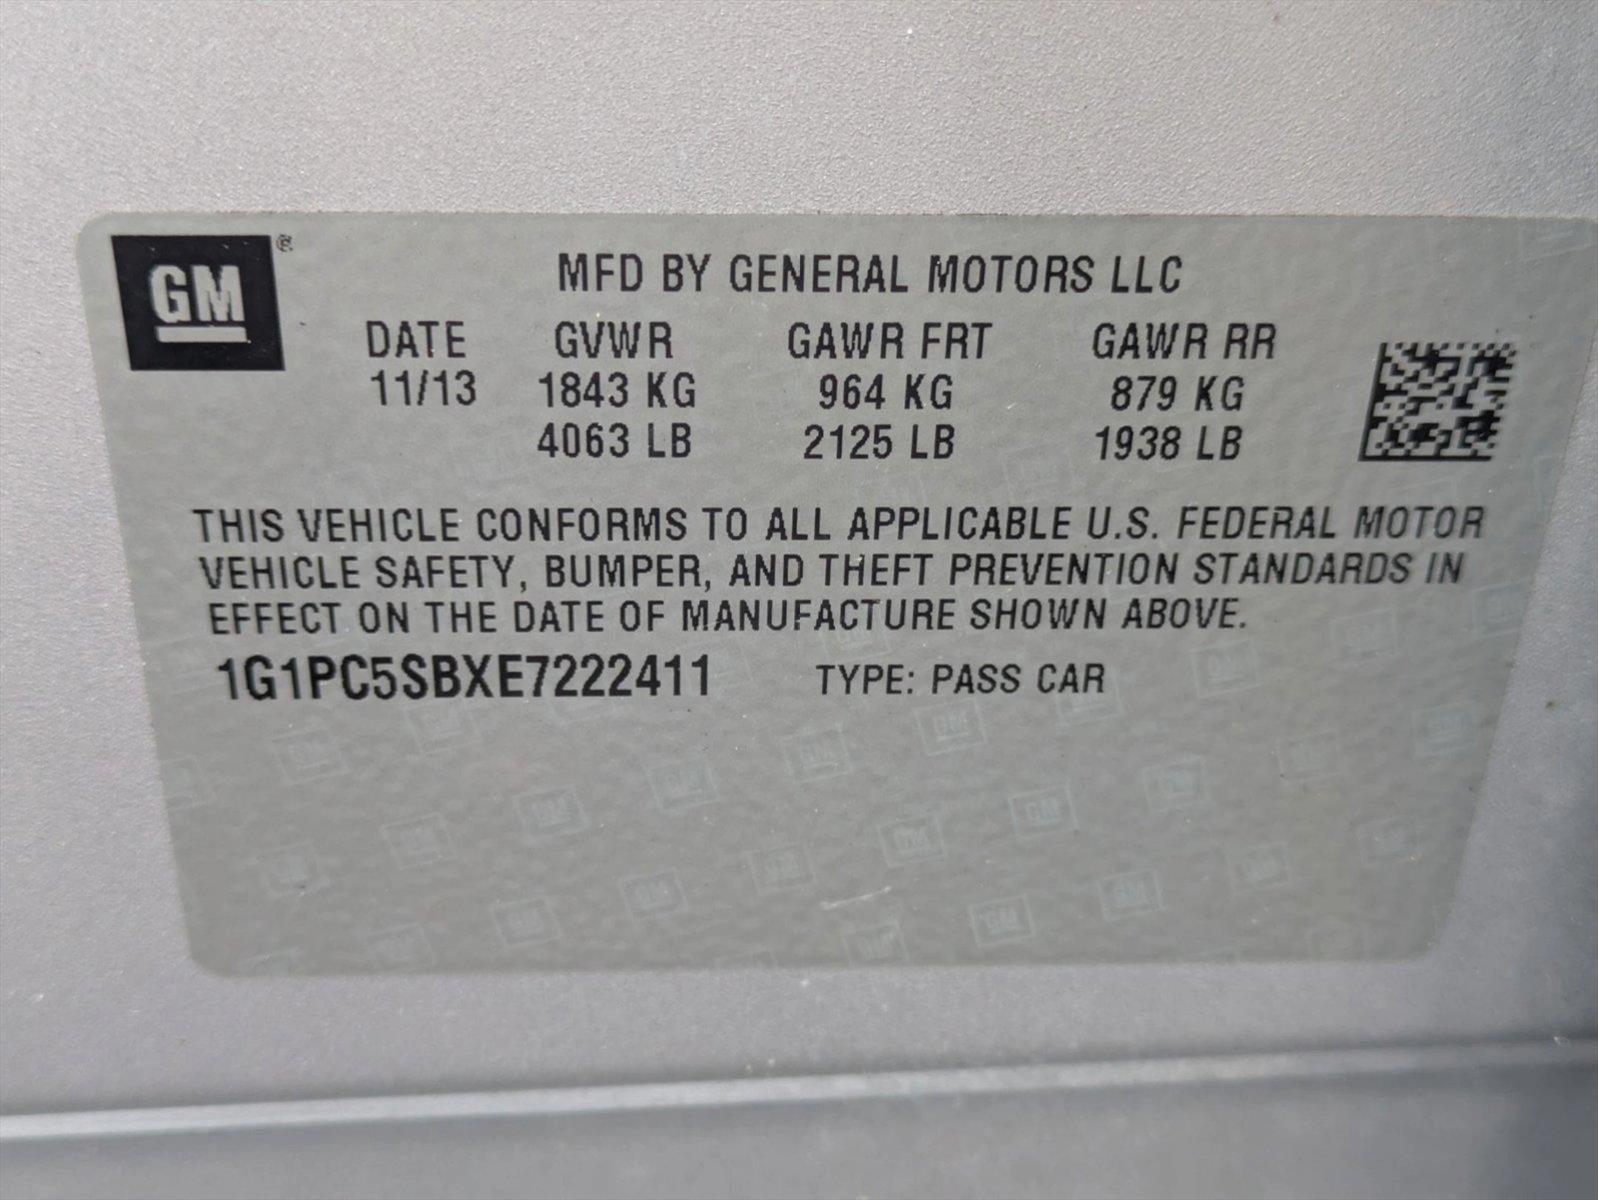 GM®
MFD BY GENERAL MOTORS LLC
DATE GVWR GAWR FRT GAWR RR
11/13 1843 KG 964 KG 879 KG
4063 LB 2125 LB 1938 LB
THIS VEHICLE CONFORMS TO ALL APPLICABLE U.S. FEDERAL MOTOR
VEHICLE SAFETY, BUMPER, AND THEFT PREVENTION STANDARDS IN
EFFECT ON THE DATE OF MANUFACTURE SHOWN ABOVE.
1G1PC5SBXE7222411 TYPE: PASS CAR